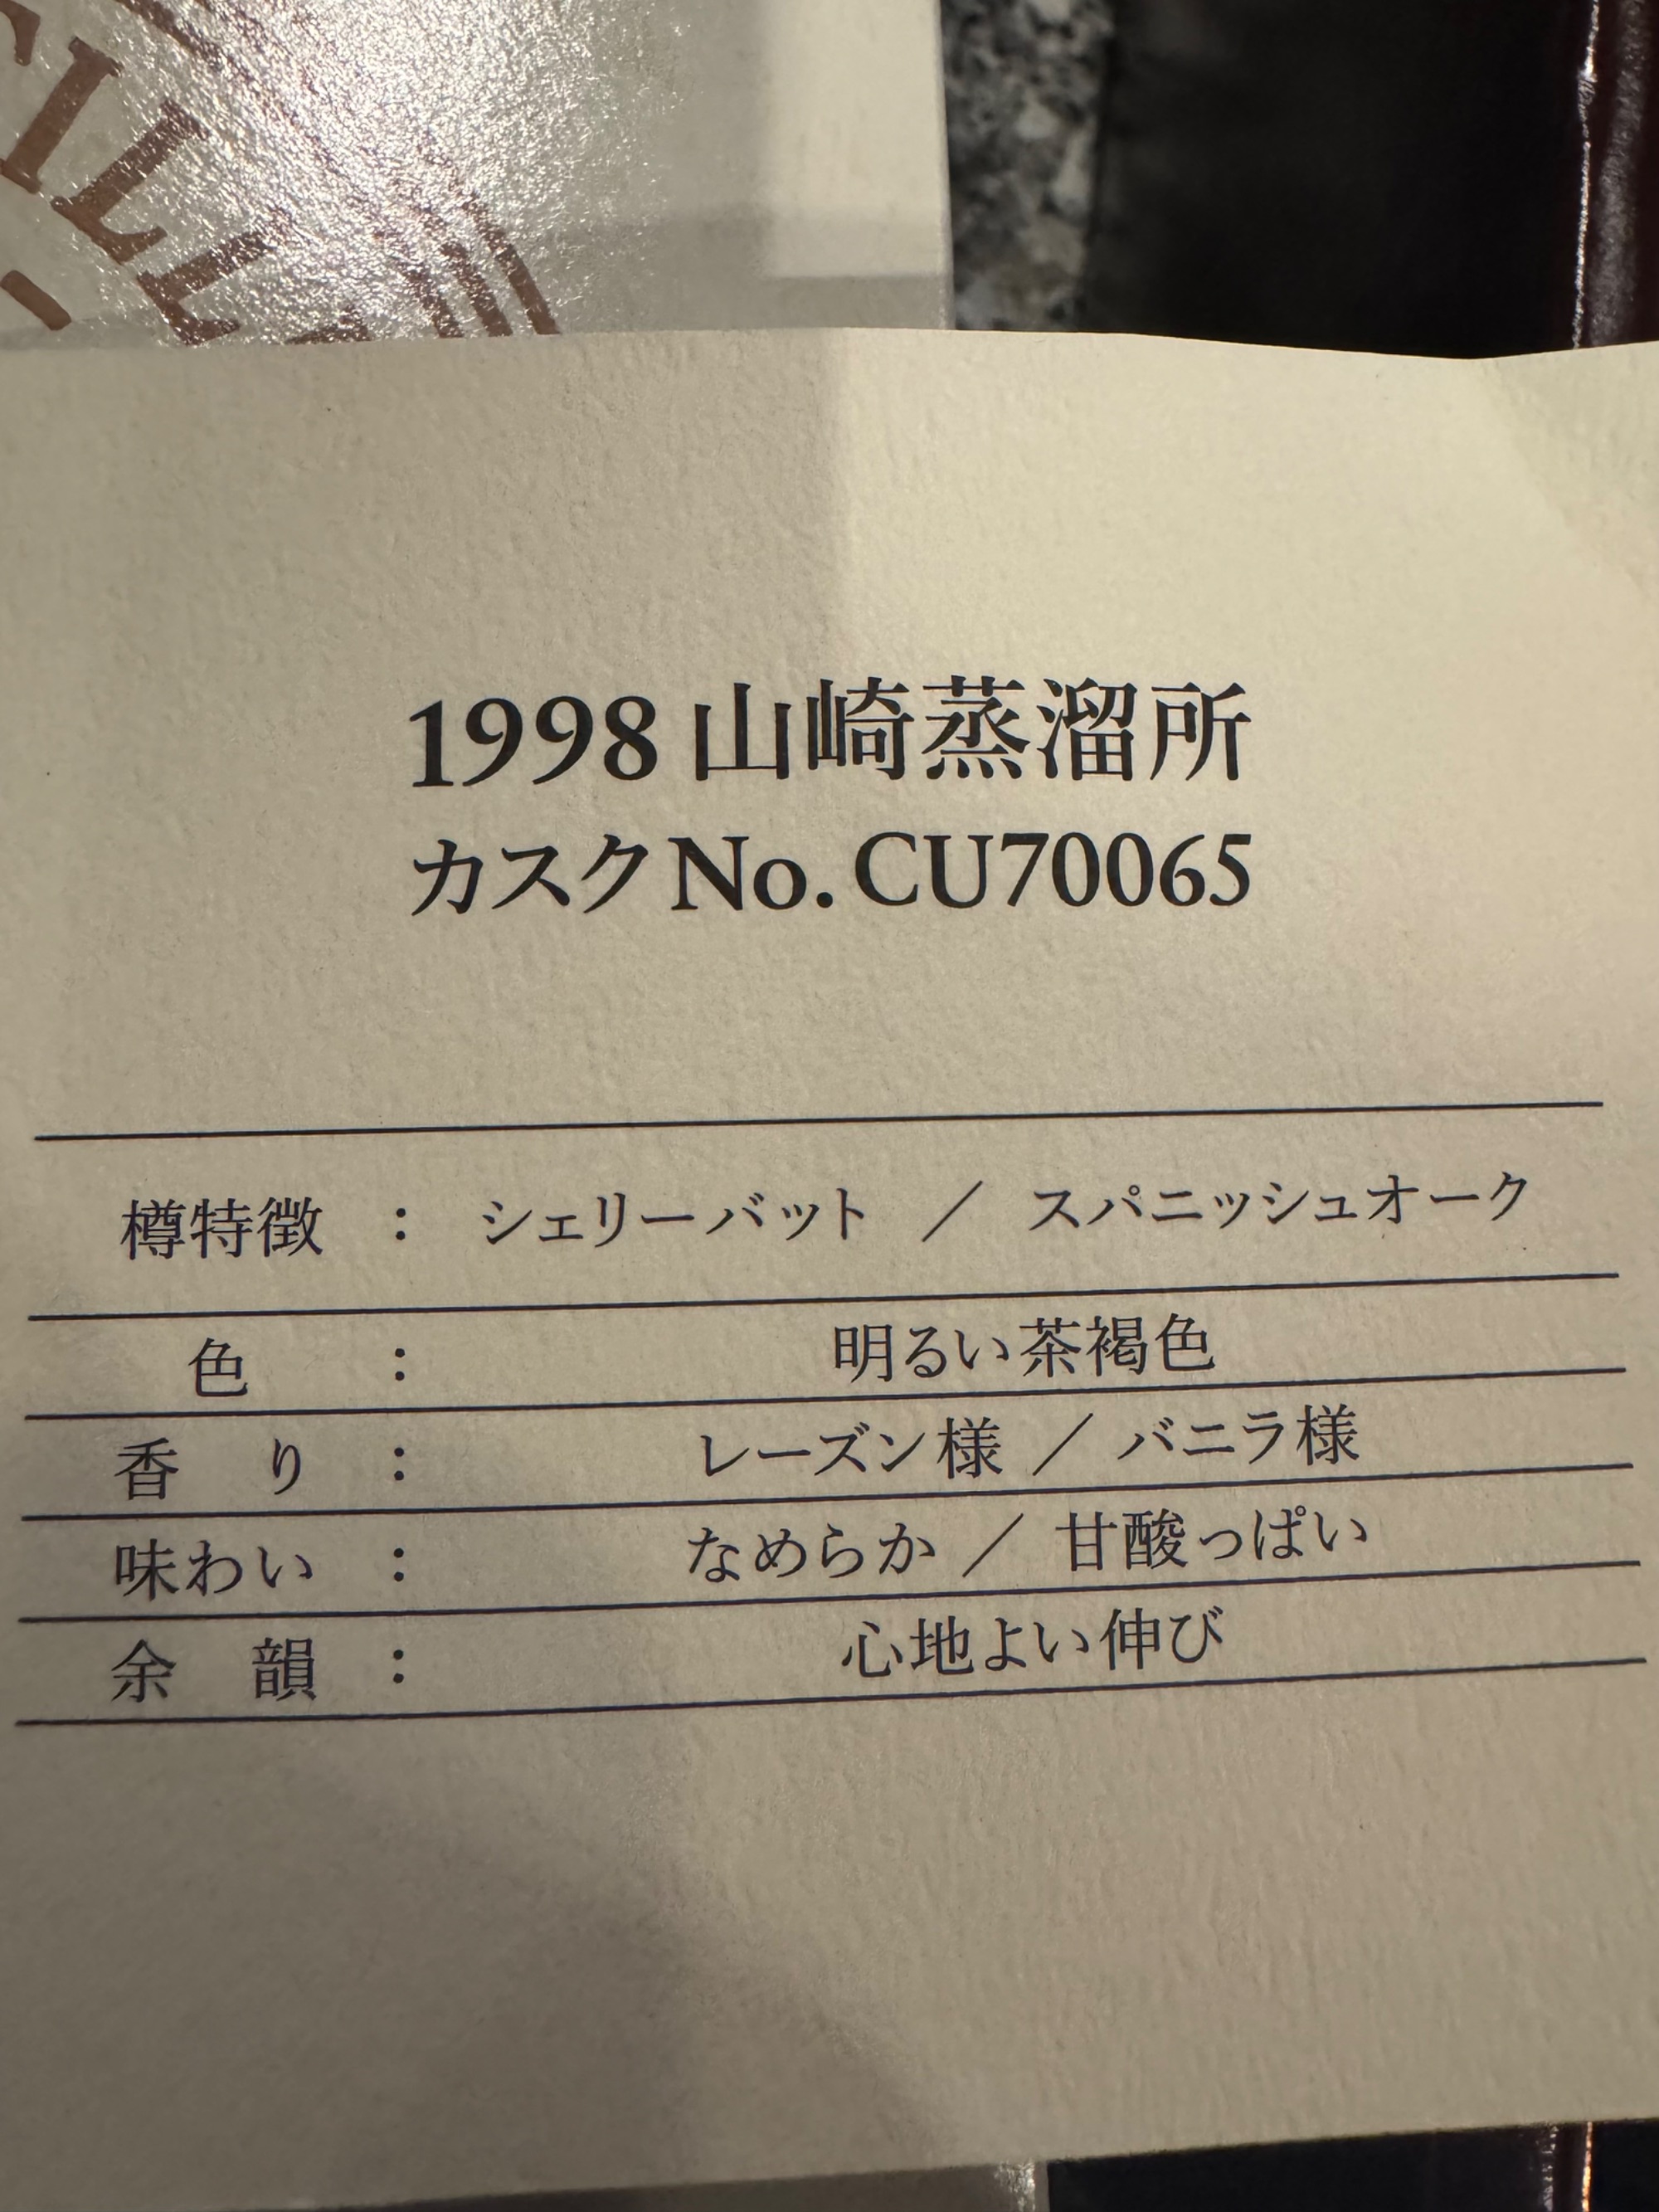 1998 山崎蒸溜所
カスクNo. CU70065
樽特徴 : シェリーバット / スパニッシュオーク
色 : 明るい茶褐色
香り : レーズン様 / バニラ様
味わい : なめらか / 甘酸っぱい
余韻 : 心地よい伸び